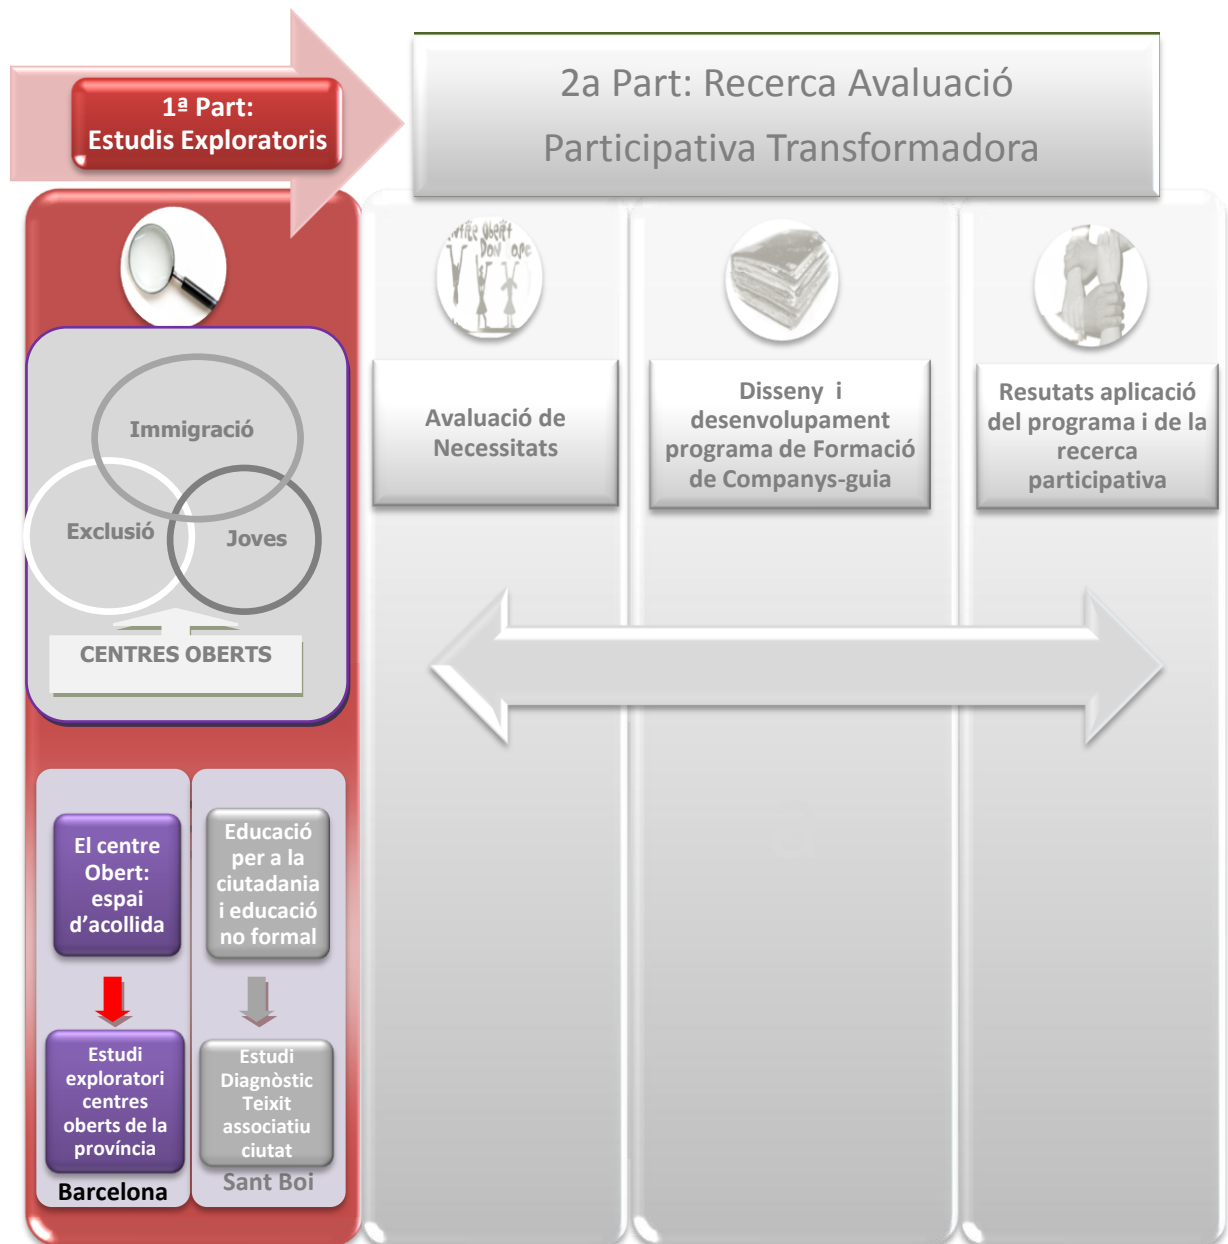 1ª Part:
Estudis Exploratoris
2a Part: Recerca Avaluació
Participativa Transformadora
Immigració
Exclusió
Joves
CENTRES OBERTS
Avaluació de
Necessitats
Disseny i
desenvolupament
programa de Formació
de Companys-guia
Resutats aplicació
del programa i de la
recerca
participativa
El centre
Obert:
espai
d’acollida
Educació
per a la
ciutadania
i educació
no formal
Estudi
exploratori
centres
oberts de la
província
Barcelona
Estudi
Diagnòstic
Teixit
associatiu
ciutat
Sant Boi